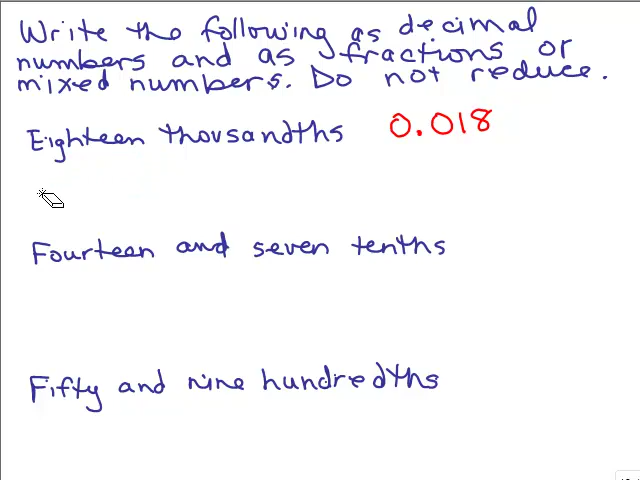 Write the following as decimal
numbers and as fractions or
mixed numbers. Do not reduce.
Eighteen thousandths 0.018
Fourteen and seven tenths
Fifty and nine hundredths